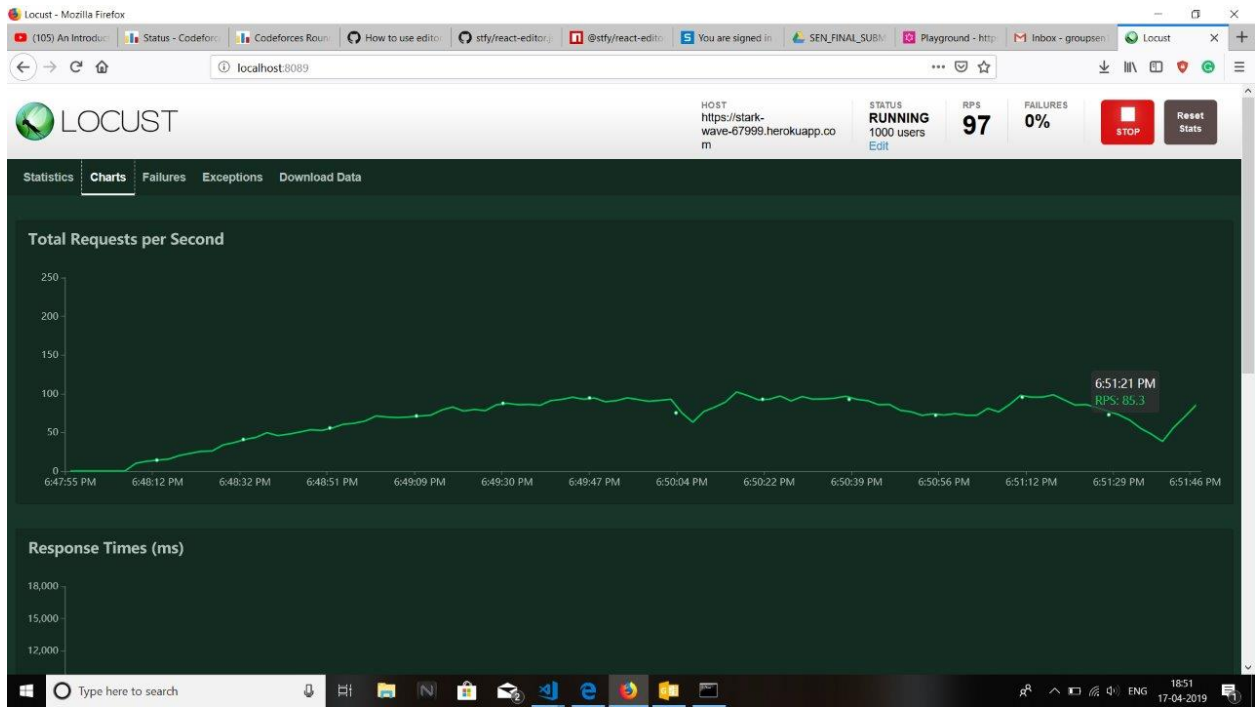 Locust - Mozilla Firefox
(105) An Introduc
Status - Codeforc
Codeforces Roun
How to use edito
stfy/react-editor.j
@stfy/react-edito
You are signed in
SEN_FINAL_SUBM
Playground - http
Inbox - groupsen
Locust
localhost:8089
LOCUST
HOST
https://stark-
wave-67999.herokuapp.co
m
STATUS
RUNNING
1000 users
Edit
RPS
97
FAILURES
0%
STOP
Reset
Stats
Statistics Charts Failures Exceptions Download Data
Total Requests per Second
250
200
150
100
50
0
6:51:21 PM
RPS: 85.3
6:47:55 PM 6:48:12 PM 6:48:32 PM 6:48:51 PM 6:49:09 PM 6:49:30 PM 6:49:47 PM 6:50:04 PM 6:50:22 PM 6:50:39 PM 6:50:56 PM 6:51:12 PM 6:51:29 PM 6:51:46 PM
Response Times (ms)
18,000
15,000
12,000
Type here to search
2
ENG
18:51
17-04-2019
1